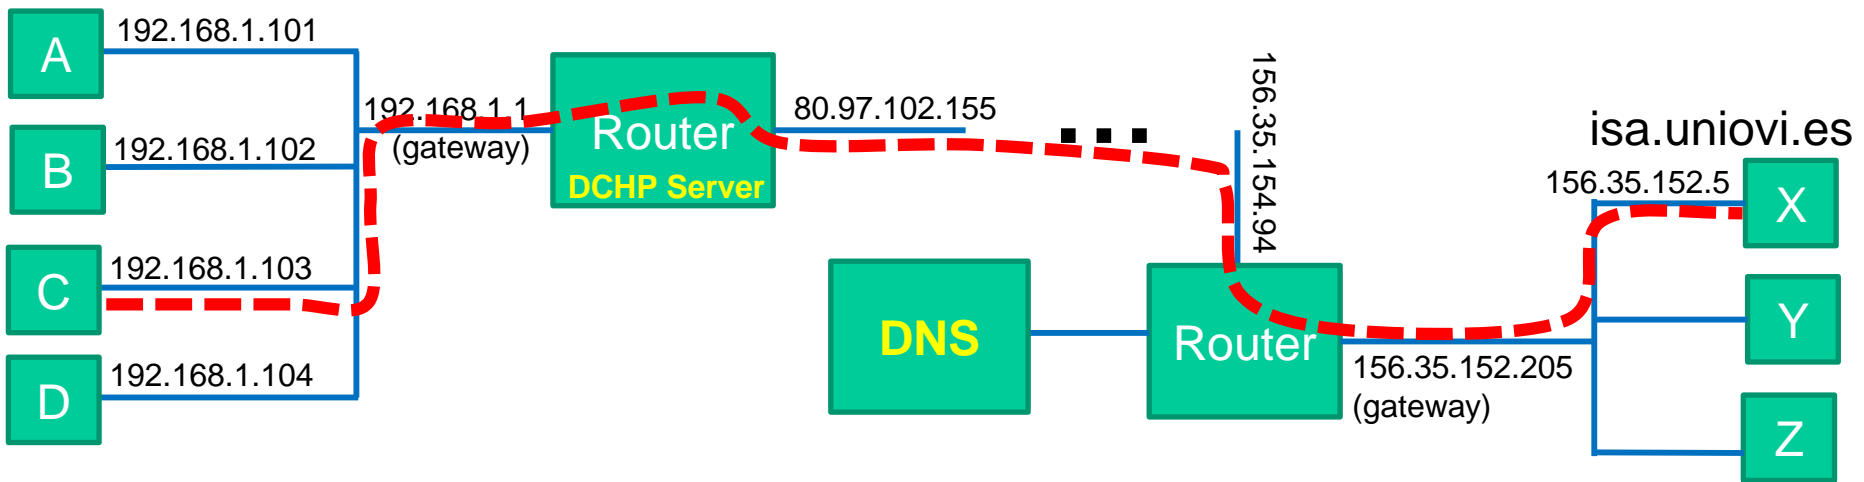 A
192.168.1.101
B
192.168.1.102
C
192.168.1.103
D
192.168.1.104
192.168.1.1
(gateway)
Router
DCHP Server
80.97.102.155
...
156.35.154.94
DNS
Router
156.35.152.205
(gateway)
isa.uniovi.es
156.35.152.5
X
Y
Z